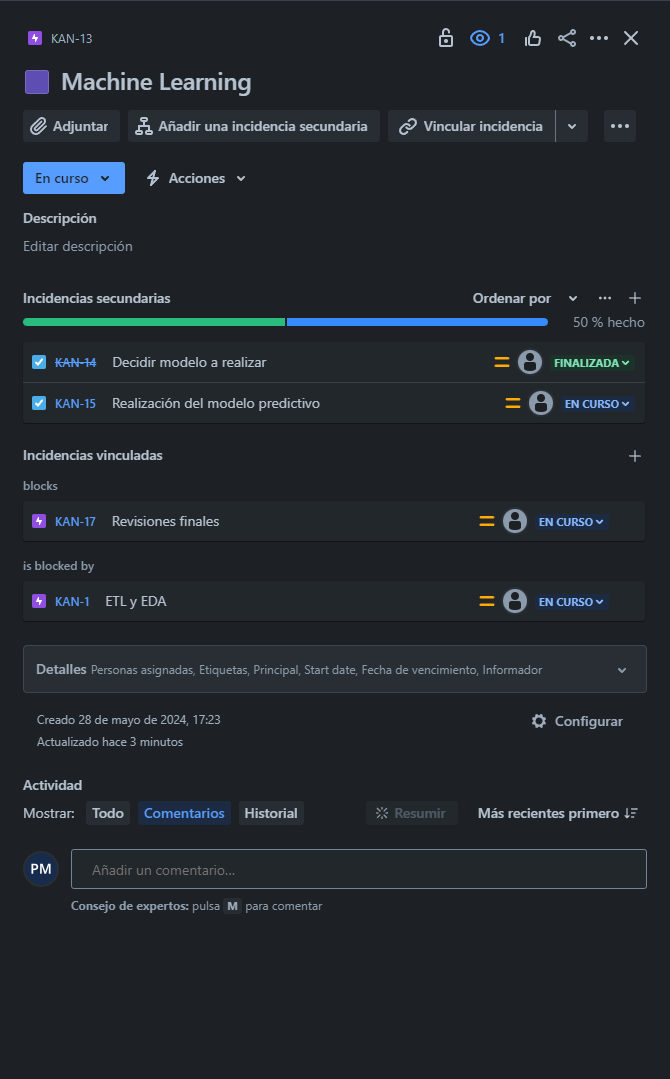 KAN-13
1
Machine Learning
Adjuntar
Añadir una incidencia secundaria
Vincular incidencia
En curso
Acciones
Descripción
Editar descripción
Incidencias secundarias
Ordenar por
50 % hecho
KAN-14 Decidir modelo a realizar FINALIZADA
KAN-15 Realización del modelo predictivo EN CURSO
Incidencias vinculadas
blocks
KAN-17 Revisiones finales EN CURSO
is blocked by
KAN-1 ETL y EDA EN CURSO
Detalles Personas asignadas, Etiquetas, Principal, Start date, Fecha de vencimiento, Informador
Creado 28 de mayo de 2024, 17:23
Configurar
Actualizado hace 3 minutos
Actividad
Mostrar: Todo Comentarios Historial Resumir Más recientes primero
PM
Añadir un comentario...
Consejo de expertos: pulsa M para comentar